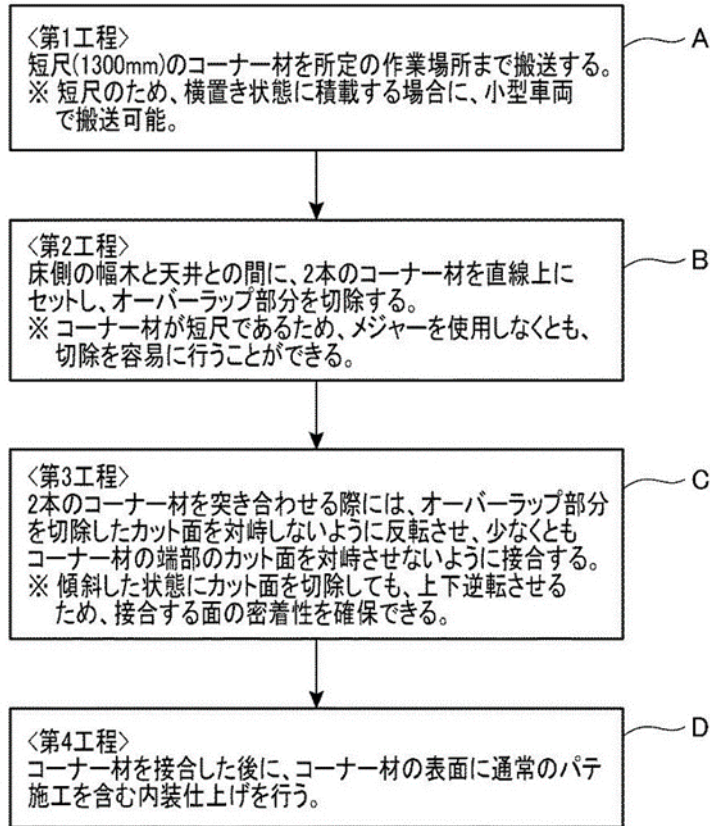 〈第1工程〉
短尺(1300mm)のコーナー材を所定の作業場所まで搬送する。
※ 短尺のため、横置き状態に積載する場合に、小型車両
で搬送可能。
A
〈第2工程〉
床側の幅木と天井との間に、2本のコーナー材を直線上に
セットし、オーバーラップ部分を切除する。
※ コーナー材が短尺であるため、メジャーを使用しなくとも、
切除を容易に行うことができる。
B
〈第3工程〉
2本のコーナー材を突き合わせる際には、オーバーラップ部分
を切除したカット面を対峙しないように反転させ、少なくとも
コーナー材の端部のカット面を対峙させないように接合する。
※ 傾斜した状態にカット面を切除しても、上下逆転させる
ため、接合する面の密着性を確保できる。
C
〈第4工程〉
コーナー材を接合した後に、コーナー材の表面に通常のパテ
施工を含む内装仕上げを行う。
D